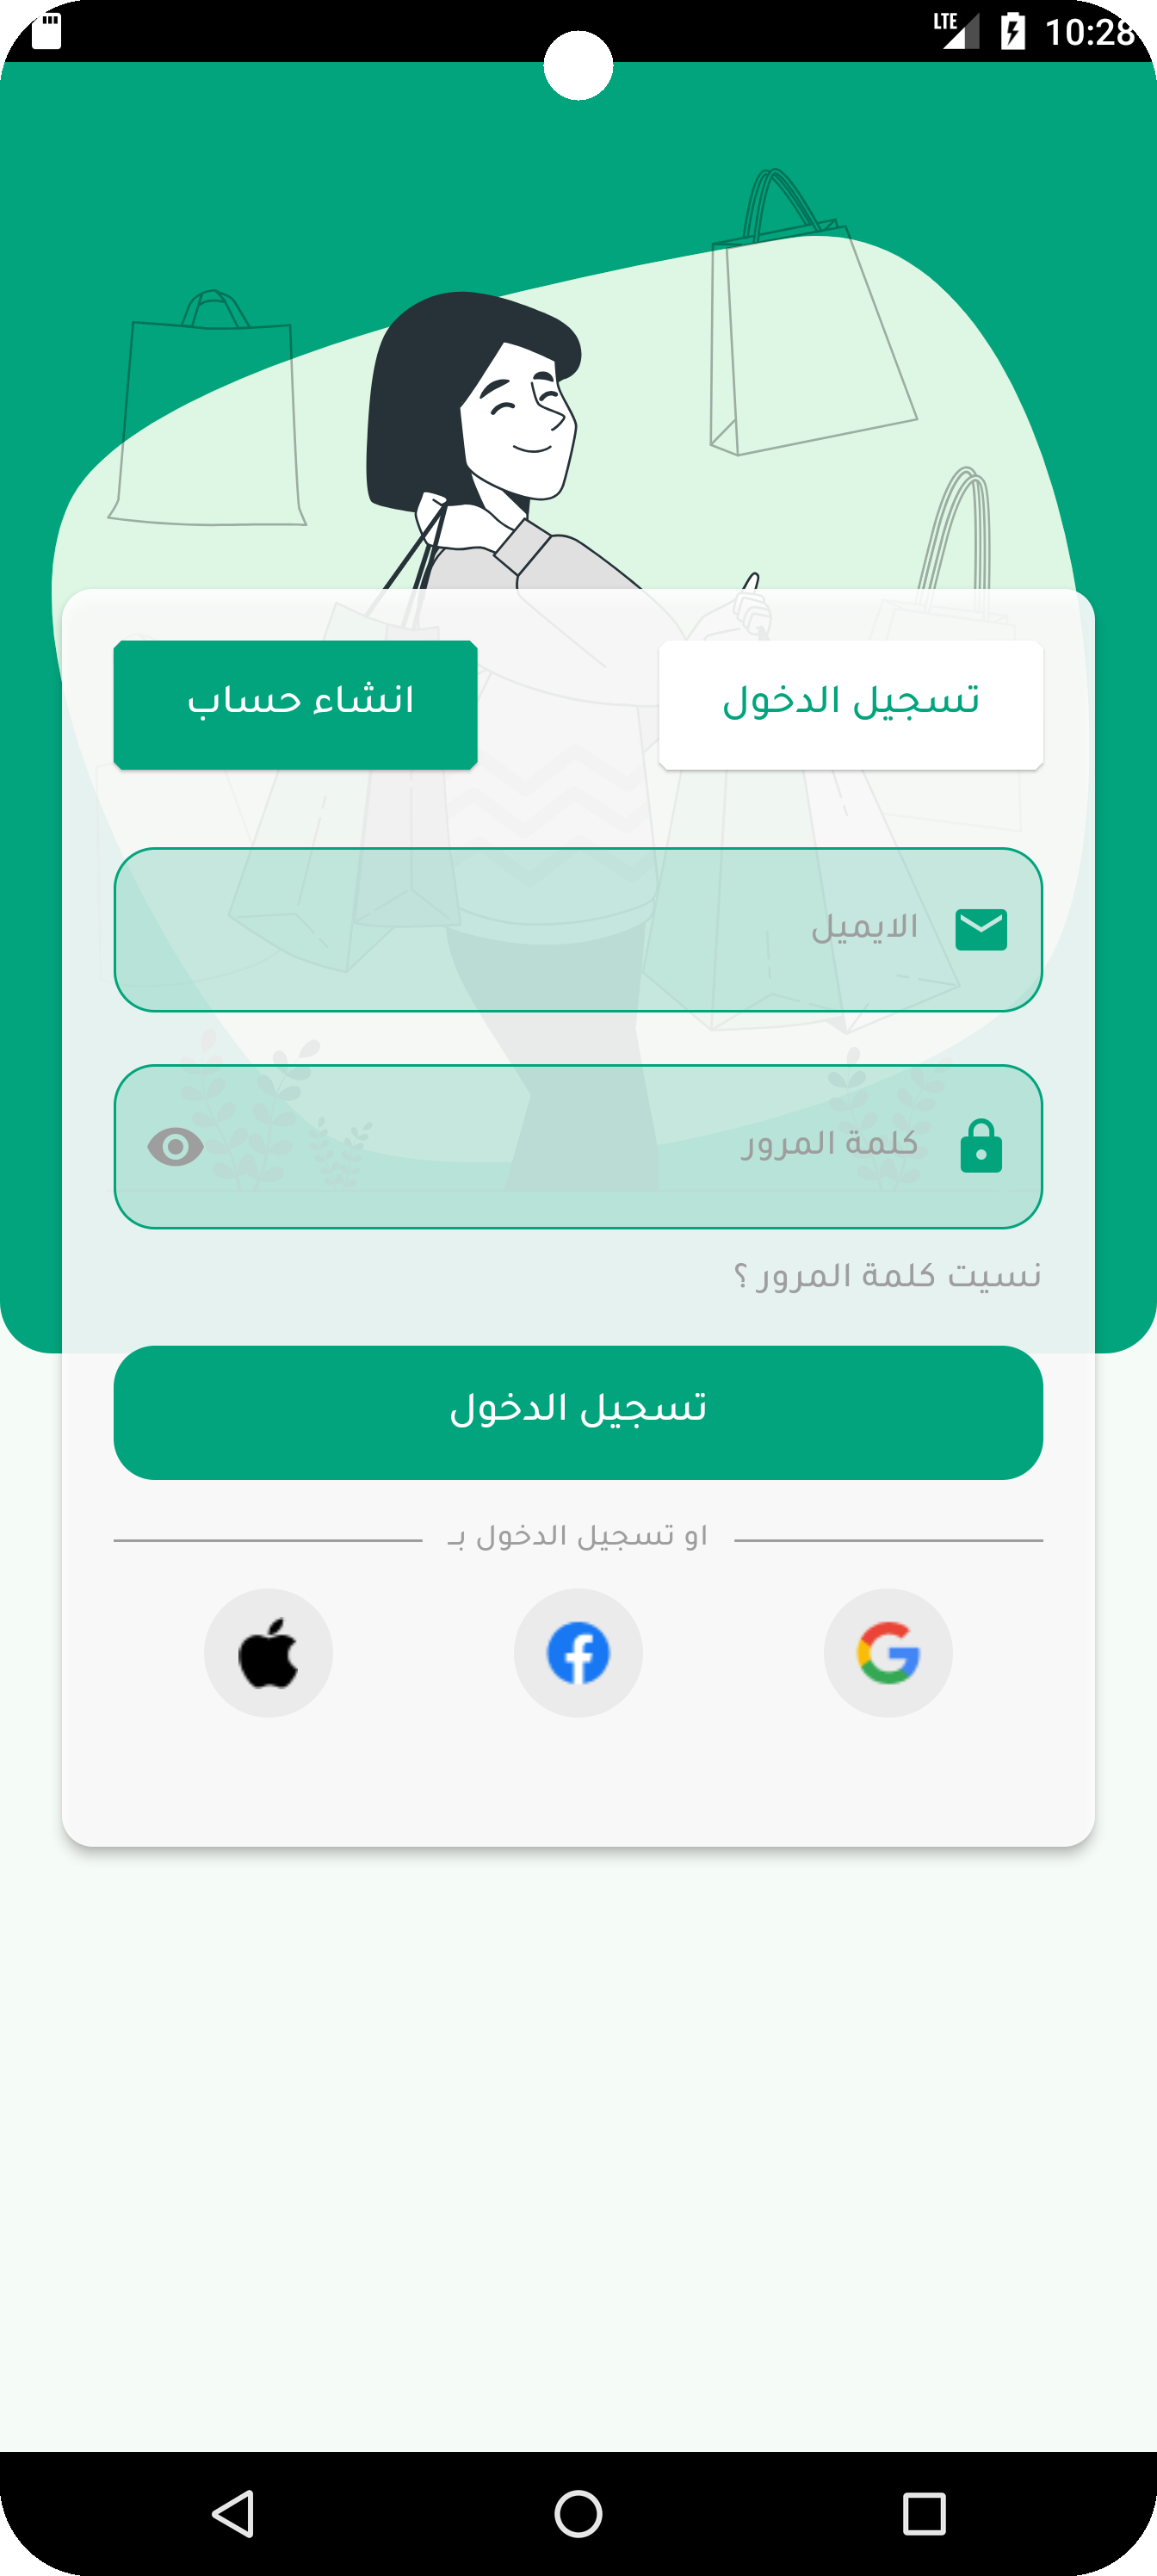 LTE 10:28
تسجيل الدخول
انشاء حساب
الايميل
كلمة المرور
نسيت كلمة المرور ؟
تسجيل الدخول
او تسجيل الدخول بـ